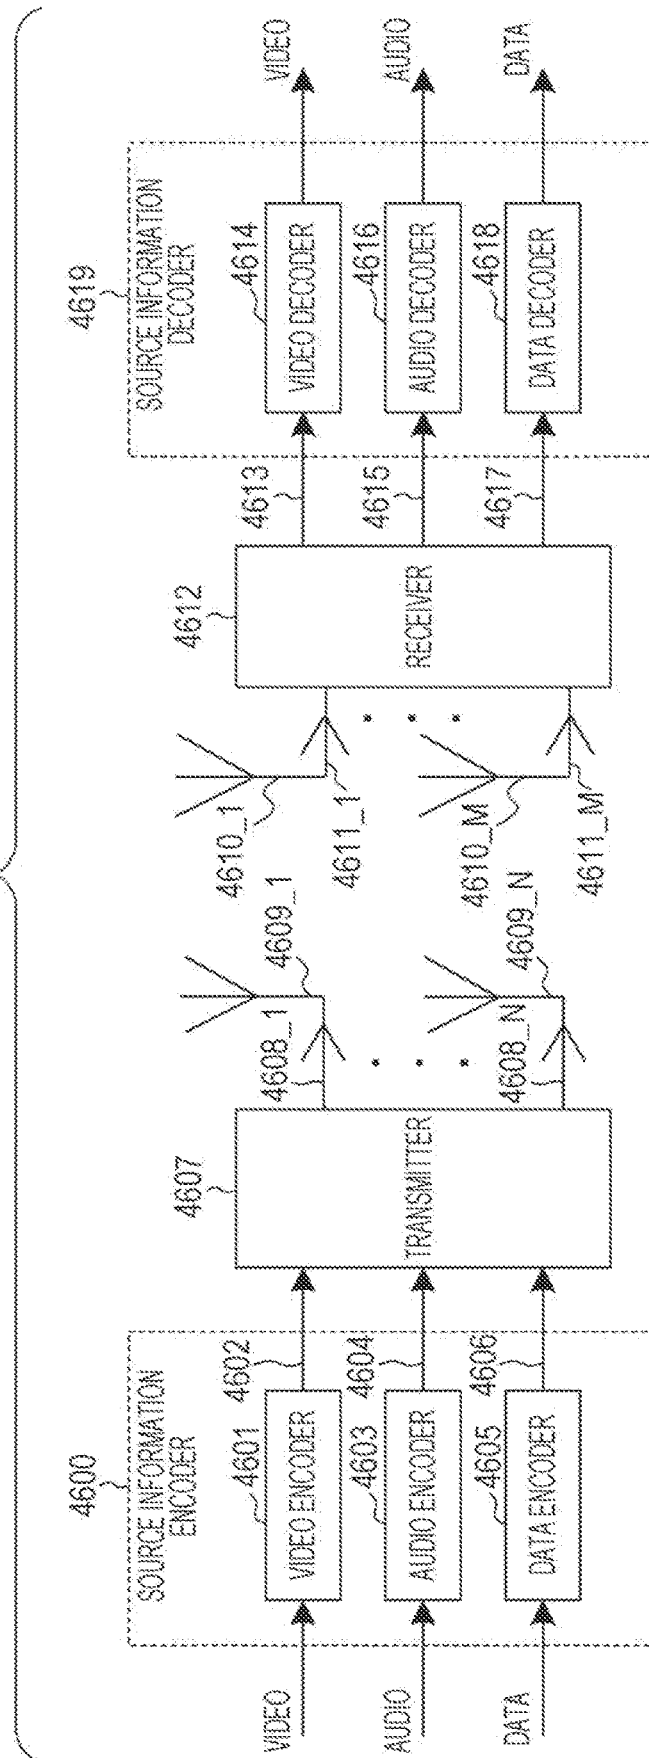 4600
SOURCE INFORMATION
ENCODER
VIDEO
4601
VIDEO ENCODER
4602
AUDIO
4603
AUDIO ENCODER
4604
DATA
4605
DATA ENCODER
4606
4607
TRANSMITTER
4608_1
4609_1
4608_N
4609_N
4610_1
4611_1
4610_M
4611_M
4612
RECEIVER
4613
4615
4617
4619
SOURCE INFORMATION
DECODER
4614
VIDEO DECODER
VIDEO
4616
AUDIO DECODER
AUDIO
4618
DATA DECODER
DATA